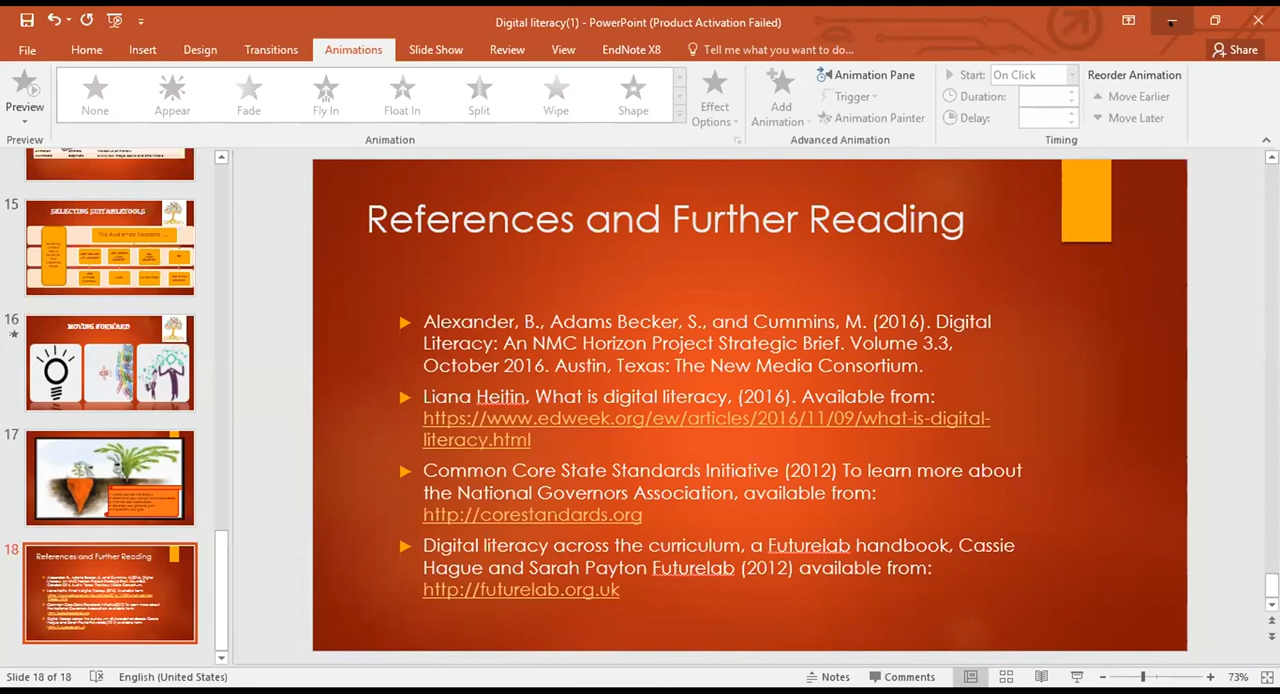 Digital literacy(1) - PowerPoint (Product Activation Failed)
File Home Insert Design Transitions Animations Slide Show Review View EndNote X8 Tell me what you want to do... Share
Preview
None Appear Fade Fly In Float In Split Wipe Shape
Effect Options
Add Animation
Animation Pane
Trigger
Animation Painter
Start: On Click
Duration:
Delay:
Reorder Animation
Move Earlier
Move Later
Preview Animation Advanced Animation Timing
15
SELECTING SUITABLE TOOLS
16
MOVING FORWARD
17
18
References and Further Reading
References and Further Reading
Alexander, B., Adams Becker, S., and Cummins, M. (2016). Digital
Literacy: An NMC Horizon Project Strategic Brief. Volume 3.3,
October 2016. Austin, Texas: The New Media Consortium.
Liana Heitin, What is digital literacy, (2016). Available from:
https://www.edweek.org/ew/articles/2016/11/09/what-is-digital-
literacy.html
Common Core State Standards Initiative (2012) To learn more about
the National Governors Association, available from:
http://corestandards.org
Digital literacy across the curriculum, a Futurelab handbook, Cassie
Hague and Sarah Payton Futurelab (2012) available from:
http://futurelab.org.uk
Slide 18 of 18 English (United States) Notes Comments 73%